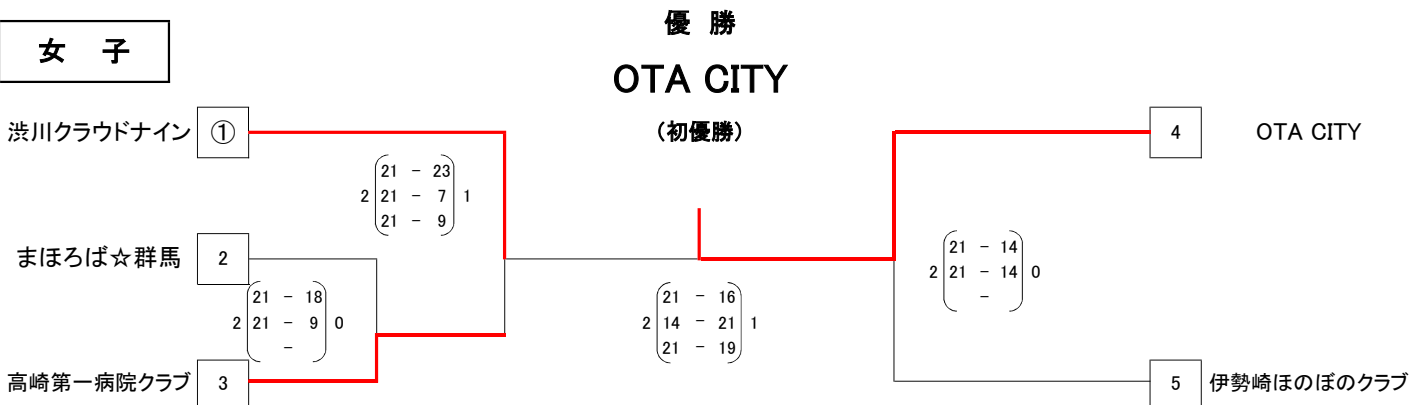 女 子
優 勝
OTA CITY
(初優勝)
渋川クラウドナイン ①
4 OTA CITY
21 - 23
2 21 - 7 1
21 - 9
まほろば☆群馬 2
21 - 14
2 21 - 14 0
-
21 - 18
2 21 - 9 0
-
21 - 16
2 14 - 21 1
21 - 19
高崎第一病院クラブ 3
5 伊勢崎ほのぼのクラブ